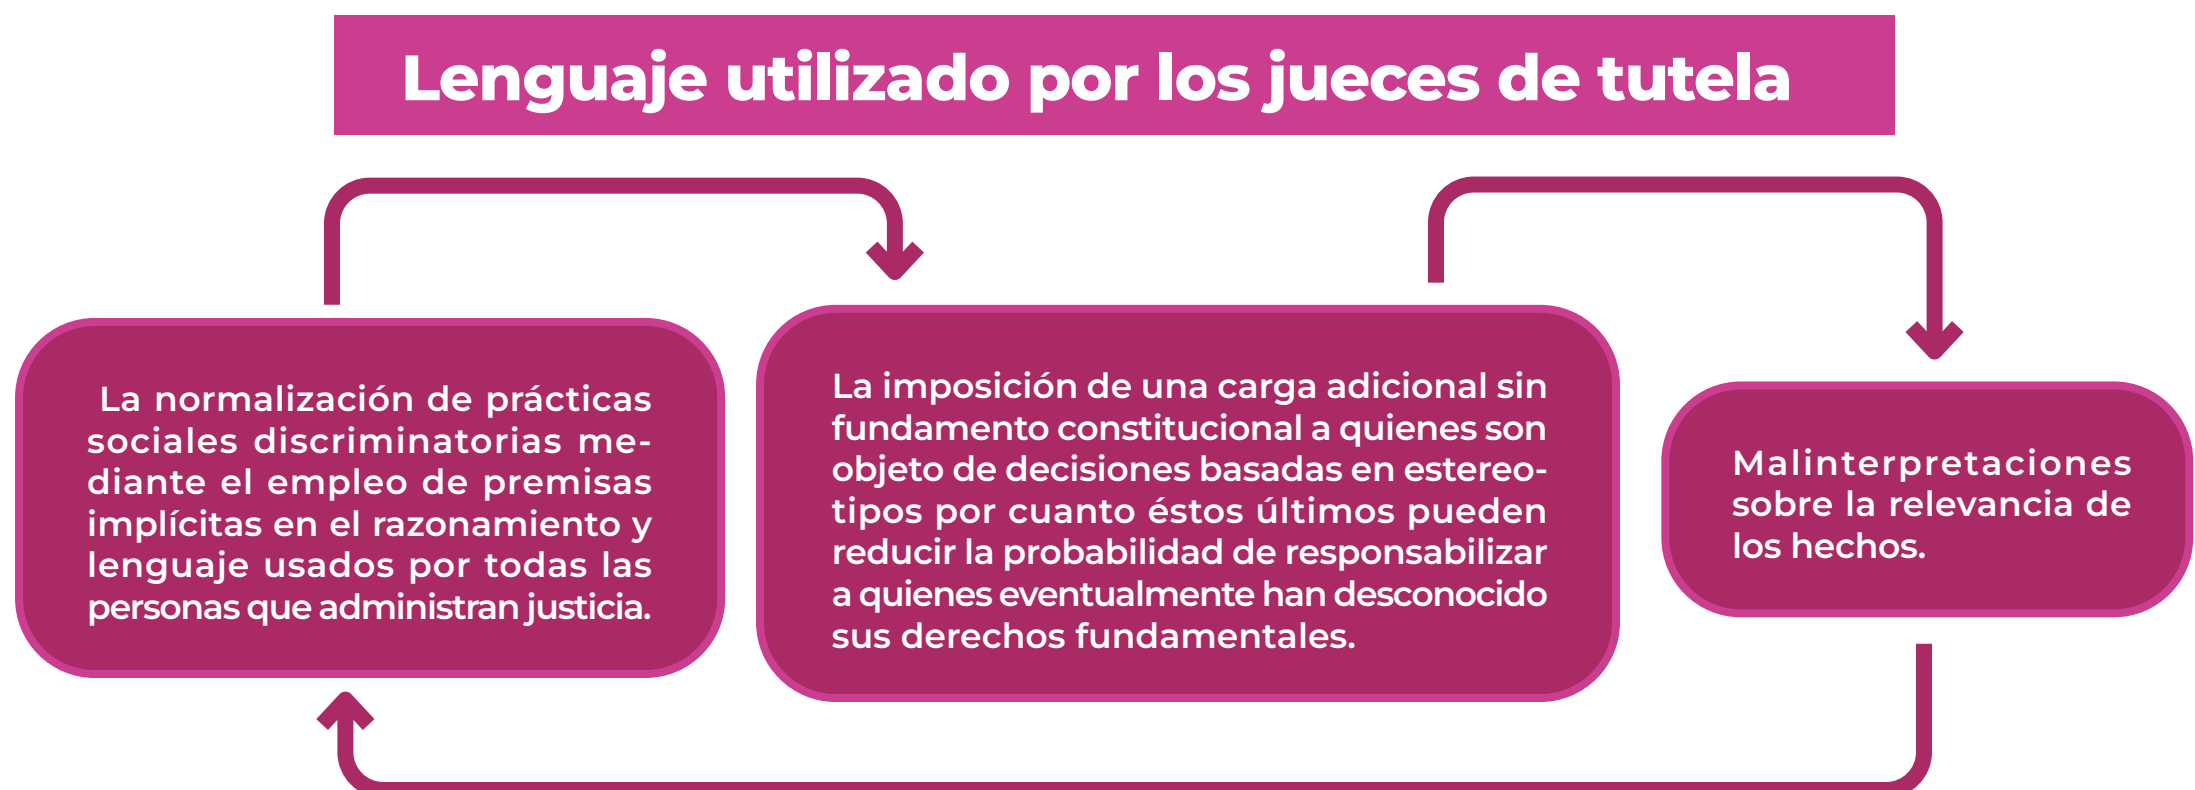 Lenguaje utilizado por los jueces de tutela
La normalización de prácticas
sociales discriminatorias me-
diante el empleo de premisas
implícitas en el razonamiento y
lenguaje usados por todas las
personas que administran justicia.
La imposición de una carga adicional sin
fundamento constitucional a quienes son
objeto de decisiones basadas en estereo-
tipos por cuanto éstos últimos pueden
reducir la probabilidad de responsabilizar
a quienes eventualmente han desconocido
sus derechos fundamentales.
Malinterpretaciones
sobre la relevancia de
los hechos.